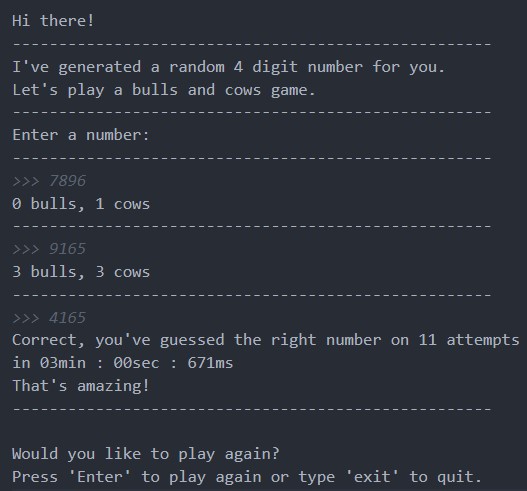 Hi there!
------------------------------------------------
I've generated a random 4 digit number for you.
Let's play a bulls and cows game.
------------------------------------------------
Enter a number:
------------------------------------------------
>>> 7896
0 bulls, 1 cows
------------------------------------------------
>>> 9165
3 bulls, 3 cows
------------------------------------------------
>>> 4165
Correct, you've guessed the right number on 11 attempts
in 03min : 00sec : 671ms
That's amazing!
------------------------------------------------
Would you like to play again?
Press 'Enter' to play again or type 'exit' to quit.